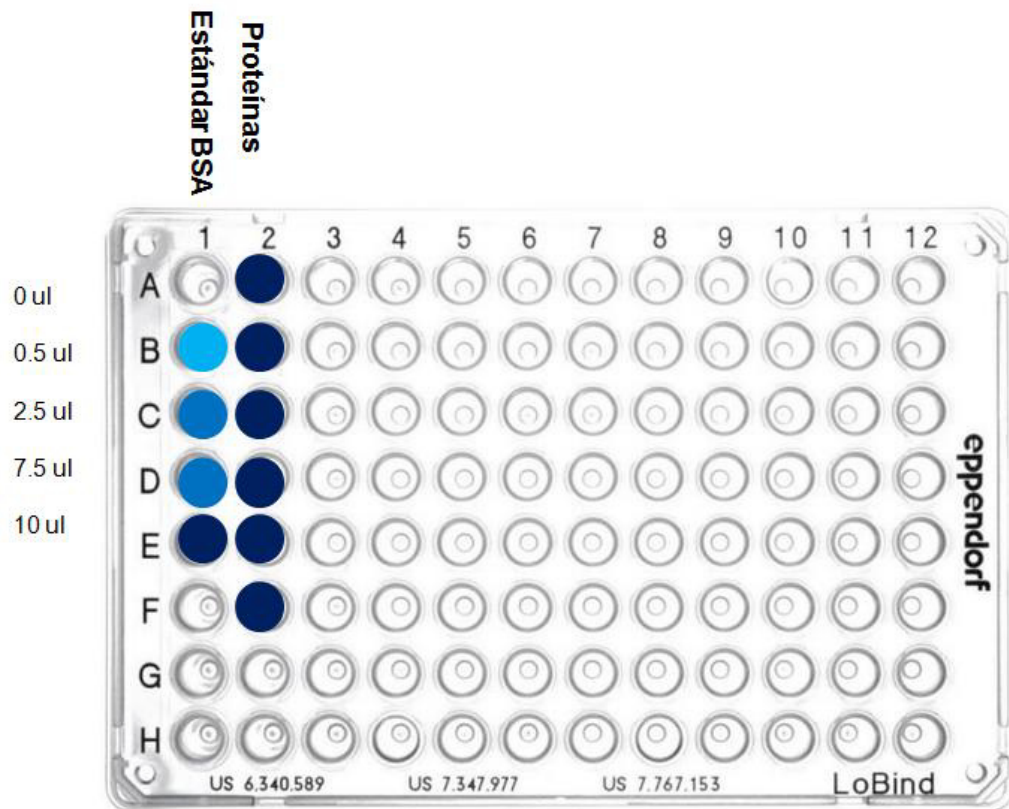 Estándar BSA
Proteínas
1 2 3 4 5 6 7 8 9 10 11 12
A
0 ul
B
0.5 ul
C
2.5 ul
D
7.5 ul
E
10 ul
F
G
H
eppendorf
US 6.340.589 US 7.347.977 US 7.767.153 LoBind